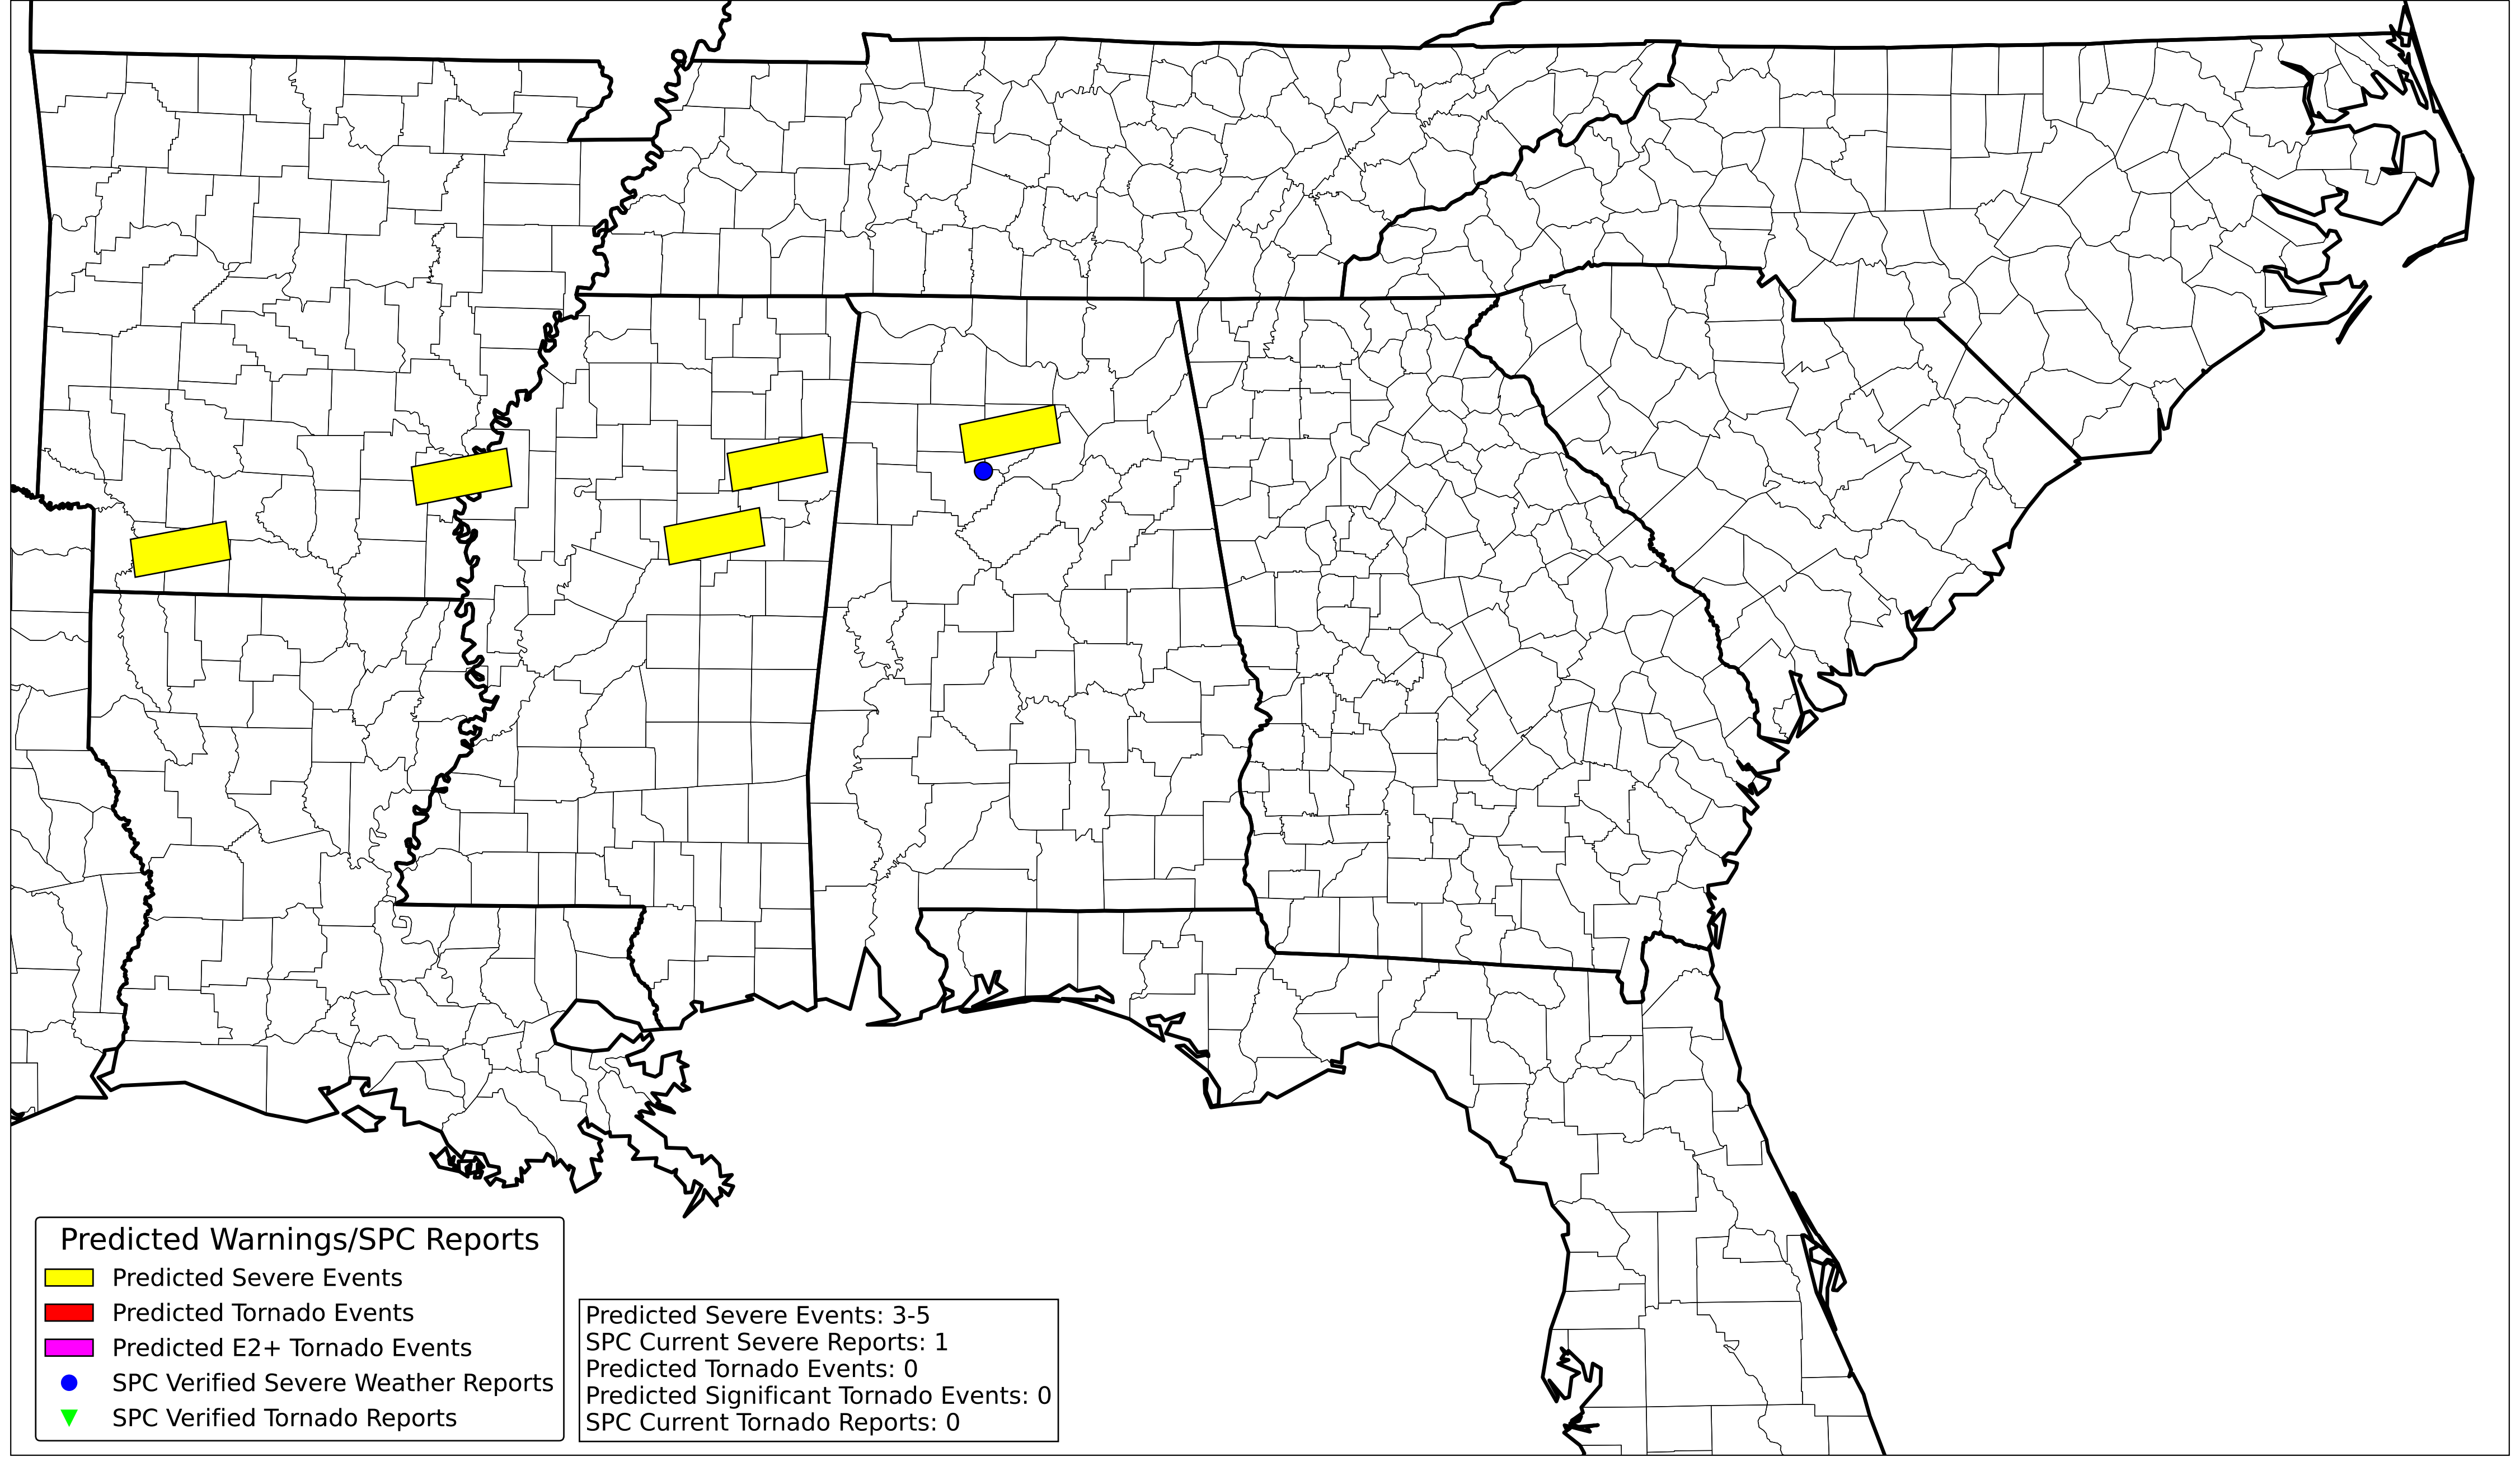 Predicted Warnings/SPC Reports
Predicted Severe Events
Predicted Tornado Events
Predicted E2+ Tornado Events
SPC Verified Severe Weather Reports
SPC Verified Tornado Reports
Predicted Severe Events: 3-5
SPC Current Severe Reports: 1
Predicted Tornado Events: 0
Predicted Significant Tornado Events: 0
SPC Current Tornado Reports: 0